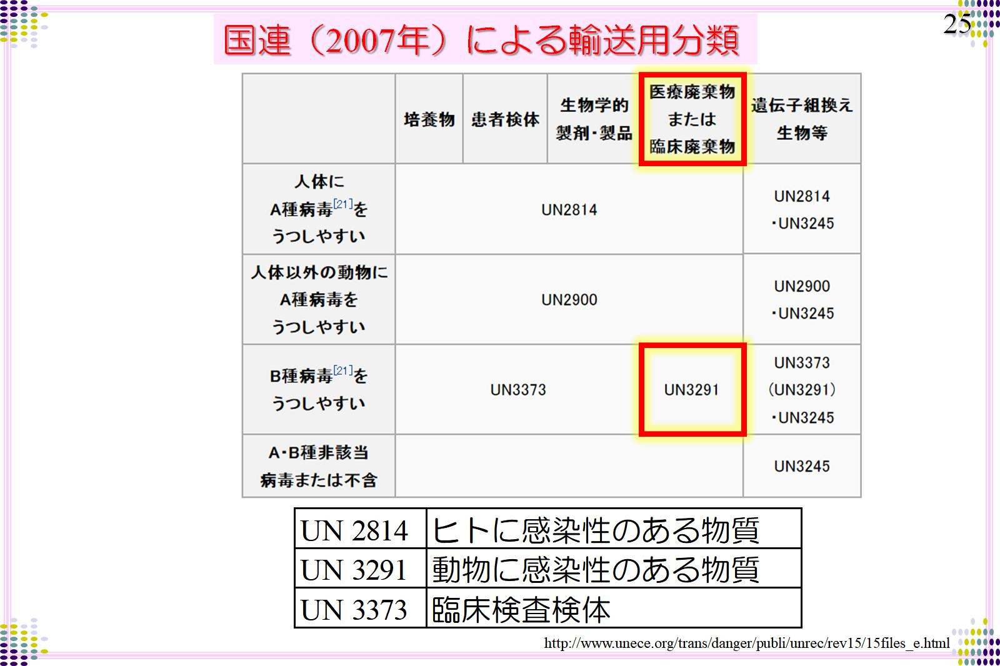 25
国連（2007年）による輸送用分類
培養物
患者検体
生物学的
製剤・製品
医療廃棄物
または
臨床廃棄物
遺伝子組換え
生物等
人体に
A種病毒[21]を
うつしやすい
UN2814
UN2814
・UN3245
人体以外の動物に
A種病毒を
うつしやすい
UN2900
UN2900
・UN3245
B種病毒[21]を
うつしやすい
UN3373
UN3291
UN3373
（UN3291）
・UN3245
A・B種非該当
病毒または不含
UN3245
UN 2814 ヒトに感染性のある物質
UN 3291 動物に感染性のある物質
UN 3373 臨床検査検体
http://www.unece.org/trans/danger/publi/unrec/rev15/15files_e.html